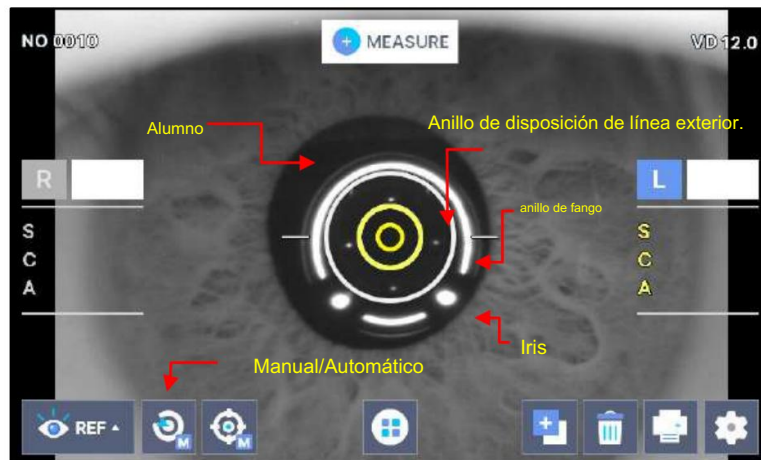 NO 0010
MEASURE
VD 12.0
Alumno
Anillo de disposición de línea exterior.
R
L
anillo de fango
S
C
A
S
C
A
Iris
Manual/Automático
REF
M
M